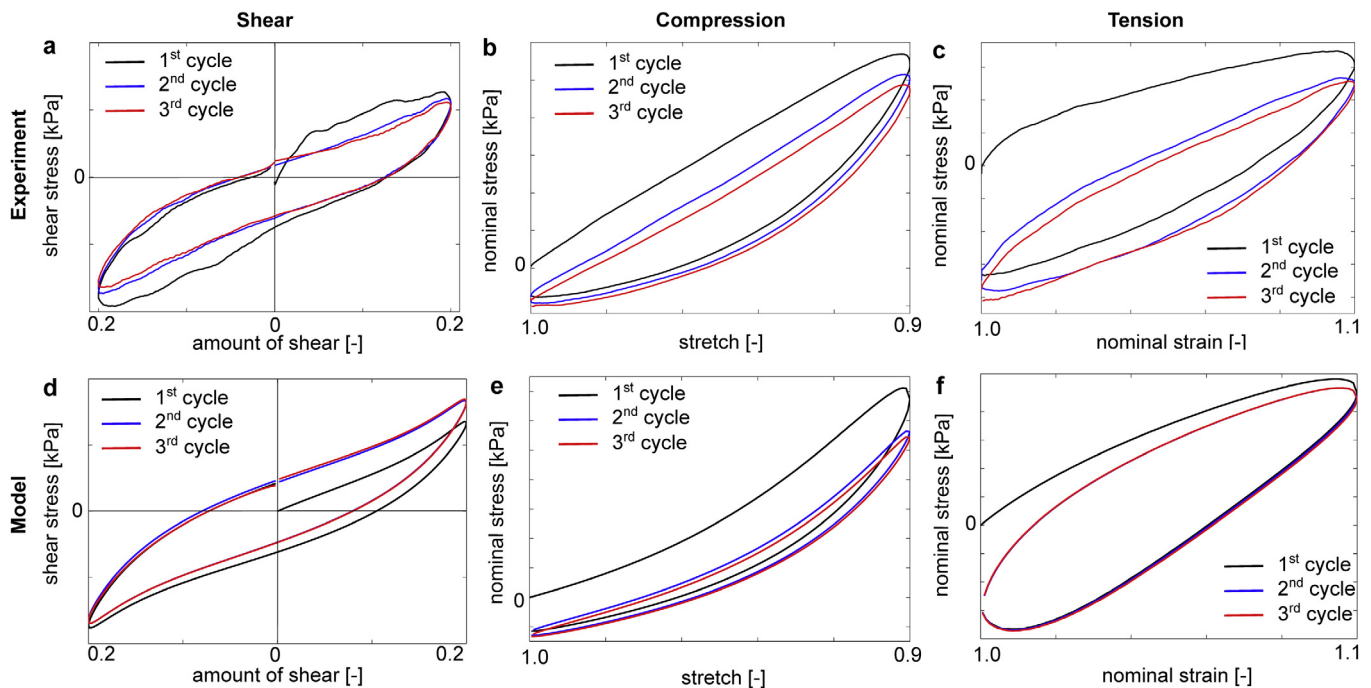 Shear
Compression
Tension
Experiment
a
1st cycle
2nd cycle
3rd cycle
shear stress [kPa]
0
0.2
0
0.2
amount of shear [-]
b
1st cycle
2nd cycle
3rd cycle
nominal stress [kPa]
0
1.0
0.9
stretch [-]
c
nominal stress [kPa]
0
1st cycle
2nd cycle
3rd cycle
1.0
1.1
nominal strain [-]
Model
d
1st cycle
2nd cycle
3rd cycle
shear stress [kPa]
0
0.2
0
0.2
amount of shear [-]
e
1st cycle
2nd cycle
3rd cycle
nominal stress [kPa]
0
1.0
0.9
stretch [-]
f
nominal stress [kPa]
0
1st cycle
2nd cycle
3rd cycle
1.0
1.1
nominal strain [-]